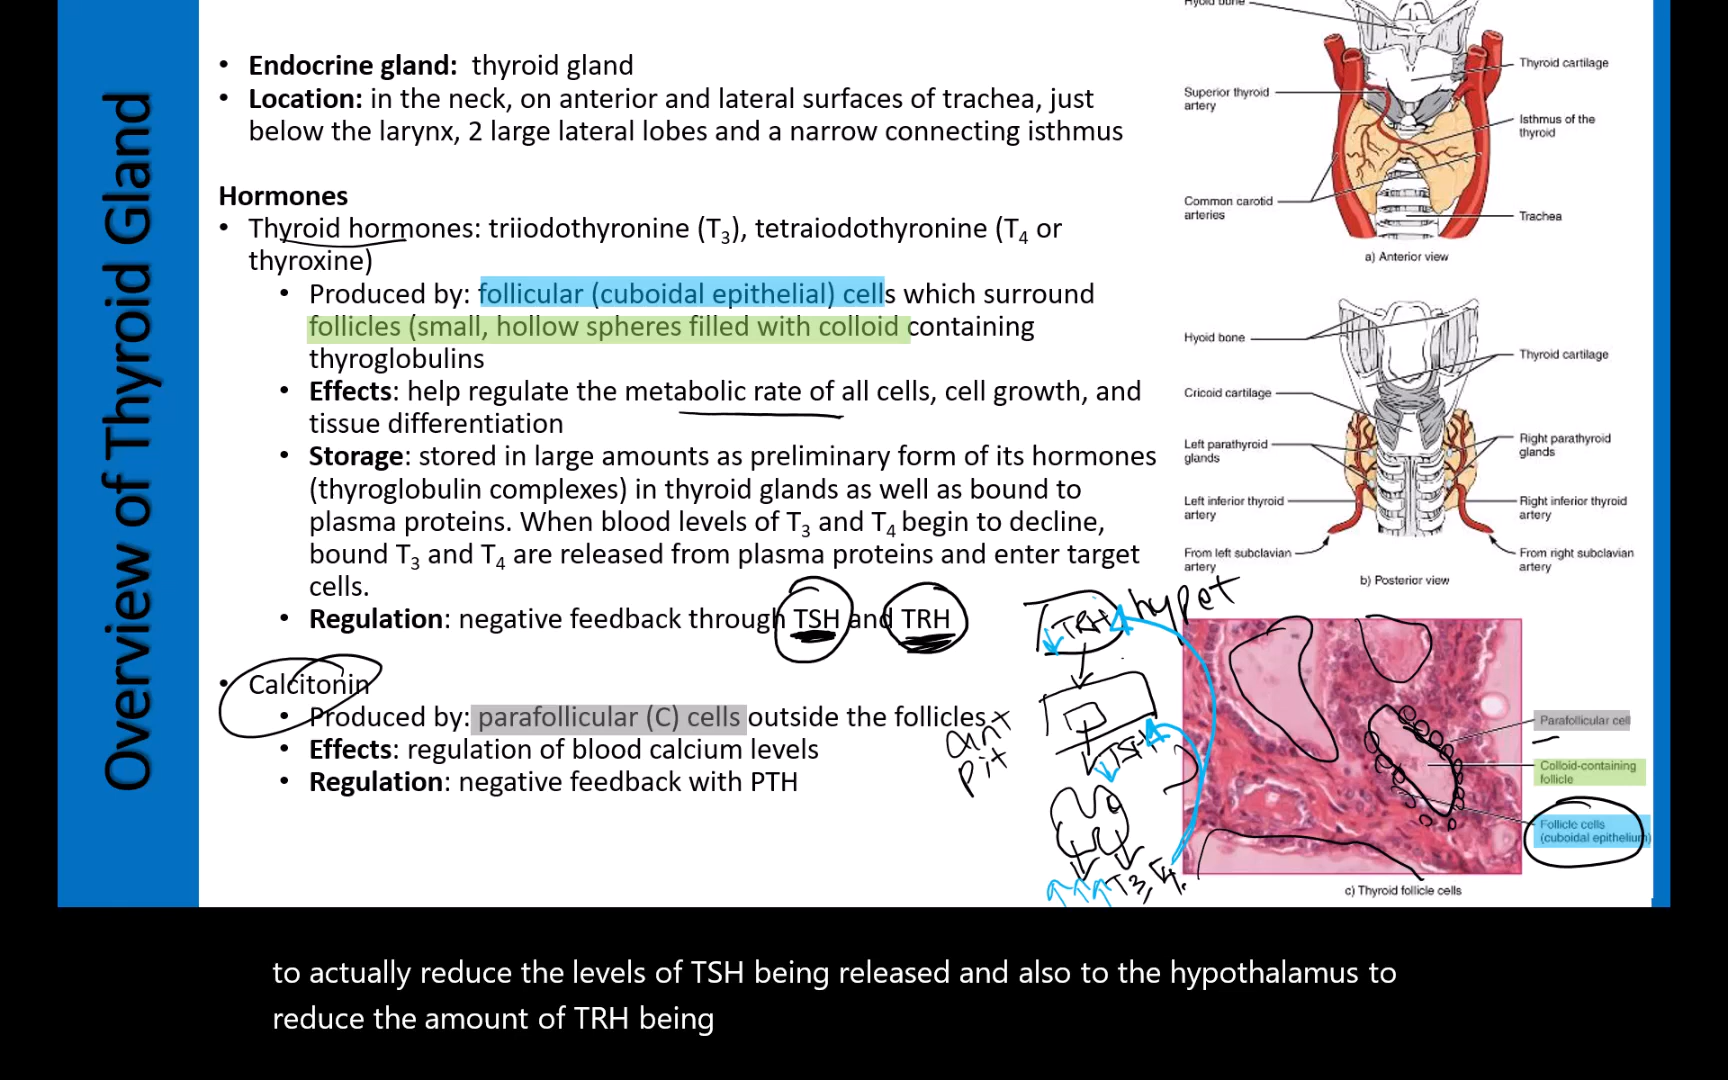 Overview of Thyroid Gland
• Endocrine gland: thyroid gland
• Location: in the neck, on anterior and lateral surfaces of trachea, just
below the larynx, 2 large lateral lobes and a narrow connecting isthmus
Hormones
• Thyroid hormones: triiodothyronine (T3), tetraiodothyronine (T4 or
thyroxine)
• Produced by: follicular (cuboidal epithelial) cells which surround
follicles (small, hollow spheres filled with colloid containing
thyroglobulins
• Effects: help regulate the metabolic rate of all cells, cell growth, and
tissue differentiation
• Storage: stored in large amounts as preliminary form of its hormones
(thyroglobulin complexes) in thyroid glands as well as bound to
plasma proteins. When blood levels of T3 and T4 begin to decline,
bound T3 and T4 are released from plasma proteins and enter target
cells.
• Regulation: negative feedback through TSH and TRH
• Calcitonin
• Produced by: parafollicular (C) cells outside the follicles
• Effects: regulation of blood calcium levels
• Regulation: negative feedback with PTH
TRH
ant
pit
TSH
T3, T4
Hyoid bone
Thyroid cartilage
Superior thyroid
artery
Isthmus of the
thyroid
Common carotid
arteries
Trachea
a) Anterior view
Hyoid bone
Thyroid cartilage
Cricoid cartilage
Left parathyroid
glands
Right parathyroid
glands
Left inferior thyroid
artery
Right inferior thyroid
artery
From left subclavian
artery
From right subclavian
artery
b) Posterior view
Parafollicular cell
Colloid-containing
follicle
Follicle cells
(cuboidal epithelium)
c) Thyroid follicle cells
to actually reduce the levels of TSH being released and also to the hypothalamus to
reduce the amount of TRH being